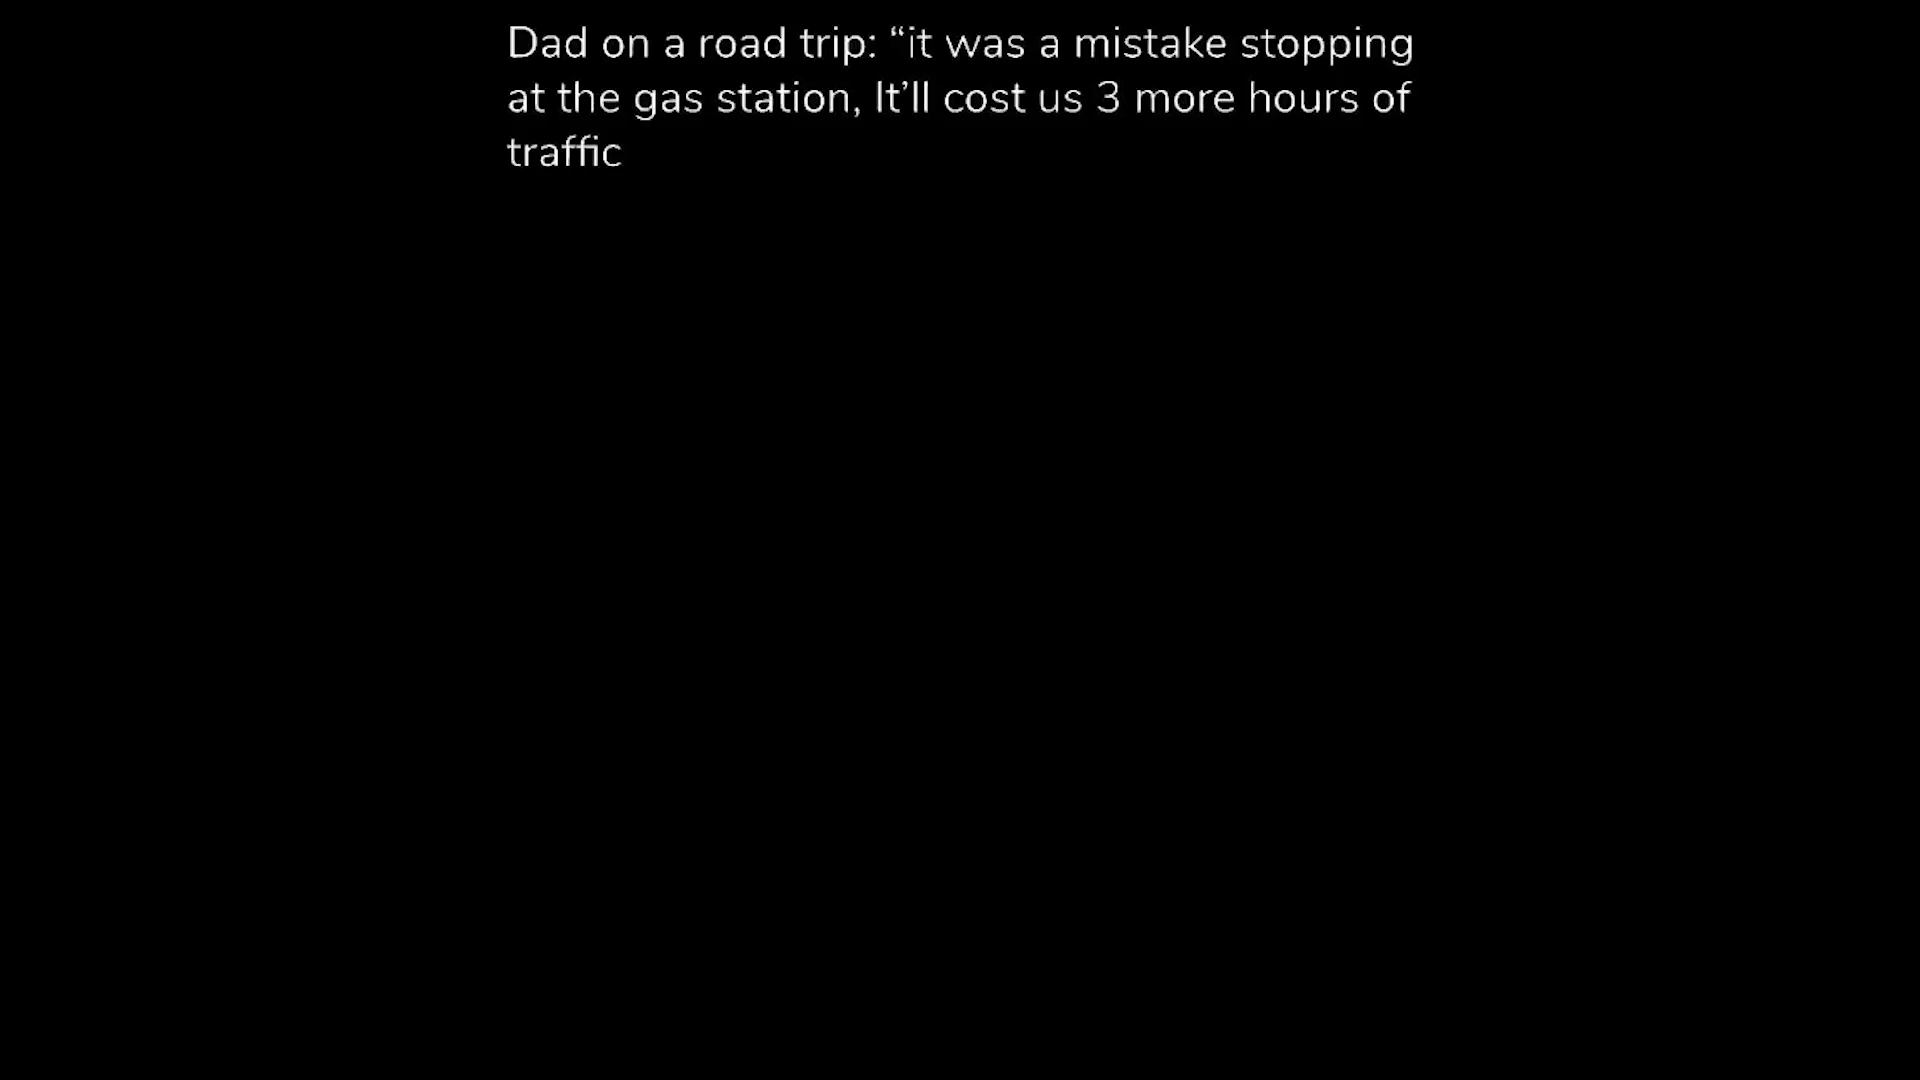 Dad on a road trip: “it was a mistake stopping
at the gas station, It’ll cost us 3 more hours of
traffic